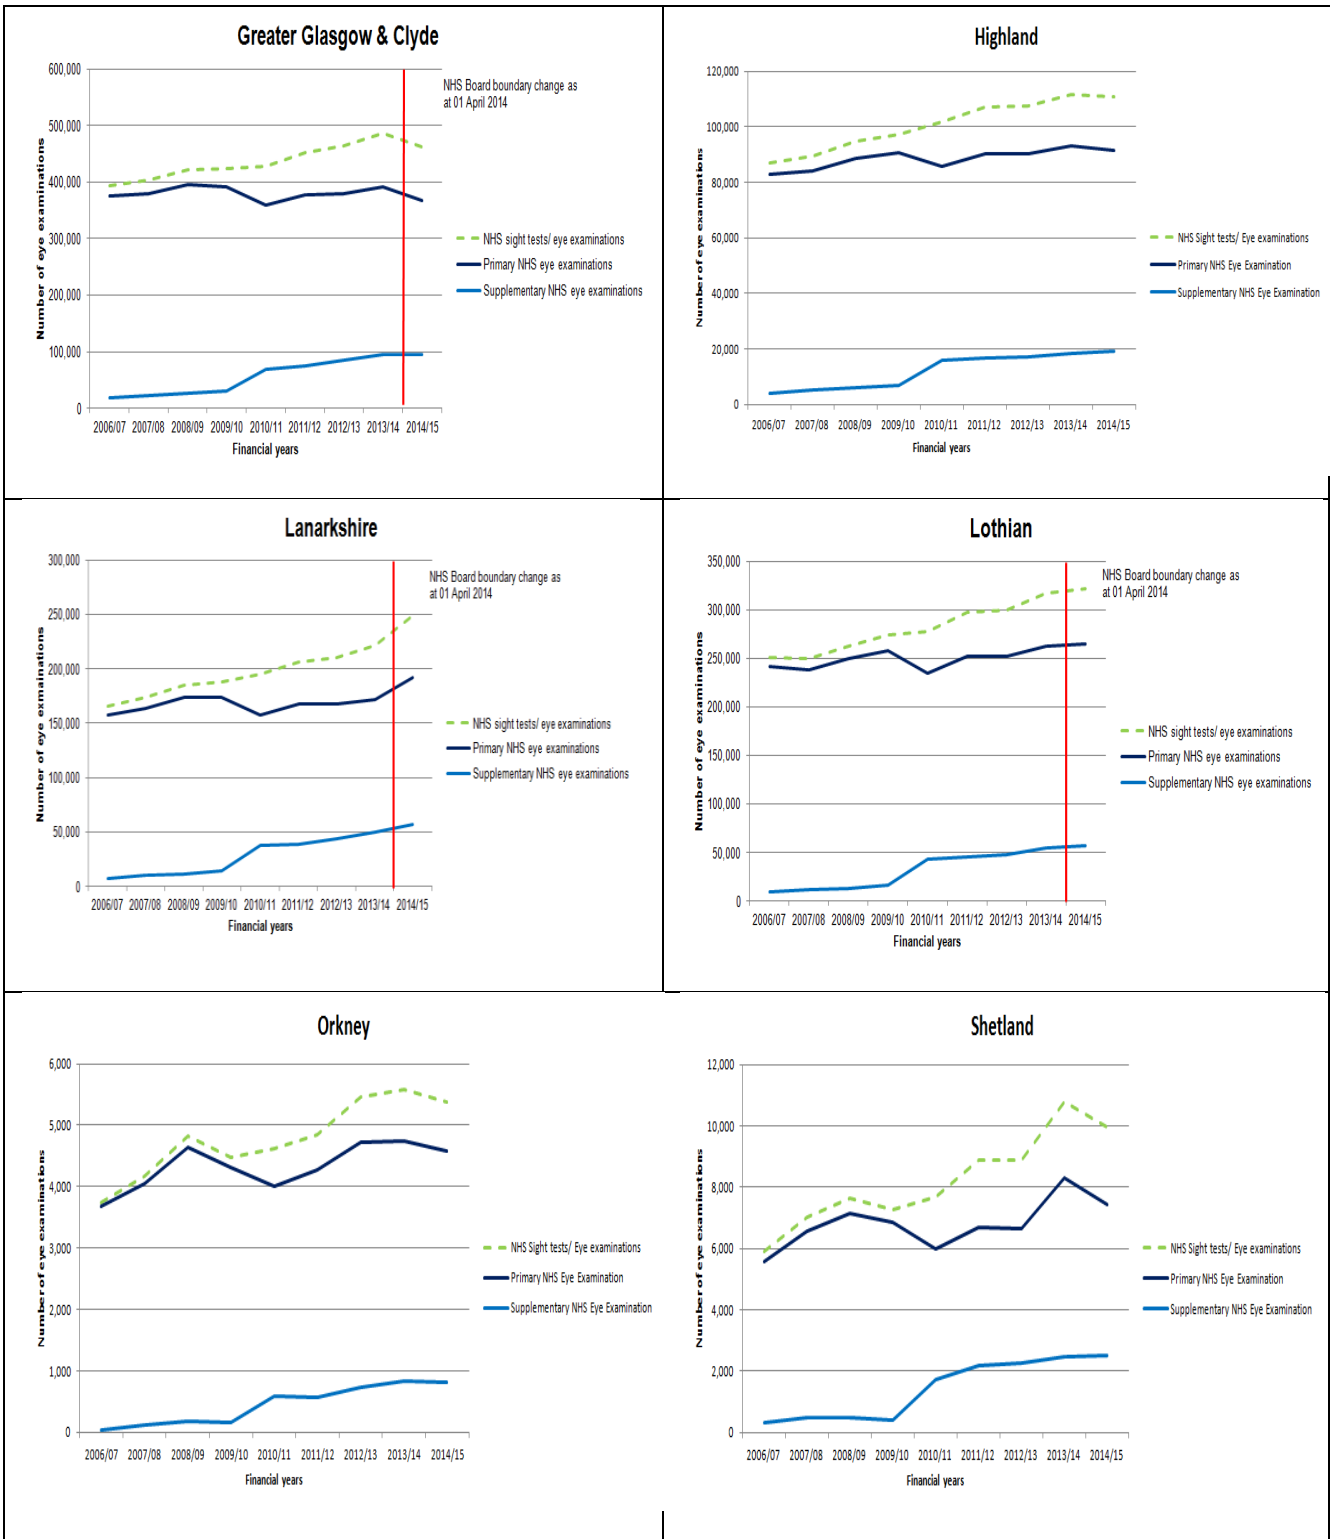 Greater Glasgow & Clyde
600,000
500,000
400,000
300,000
200,000
100,000
0
Number of eye examinations
NHS Board boundary change as
at 01 April 2014
NHS sight tests/ eye examinations
Primary NHS eye examinations
Supplementary NHS eye examinations
2006/07 2007/08 2008/09 2009/10 2010/11 2011/12 2012/13 2013/14 2014/15
Financial years
Highland
120,000
100,000
80,000
60,000
40,000
20,000
0
Number of eye examinations
NHS Sight tests/ Eye examinations
Primary NHS Eye Examination
Supplementary NHS Eye Examination
2006/07 2007/08 2008/09 2009/10 2010/11 2011/12 2012/13 2013/14 2014/15
Financial years
Lanarkshire
300,000
250,000
200,000
150,000
100,000
50,000
0
Number of eye exmainations
NHS Board boundary change as
at 01 April 2014
NHS sight tests/ eye examinations
Primary NHS eye examinations
Supplementary NHS eye examinations
2006/07 2007/08 2008/09 2009/10 2010/11 2011/12 2012/13 2013/14 2014/15
Financial years
Lothian
350,000
300,000
250,000
200,000
150,000
100,000
50,000
0
Number of eye examinations
NHS Board boundary change as
at 01 April 2014
NHS sight tests/ eye examinations
Primary NHS eye examinations
Supplementary NHS eye examinations
2006/07 2007/08 2008/09 2009/10 2010/11 2011/12 2012/13 2013/14 2014/15
Financial years
Orkney
6,000
5,000
4,000
3,000
2,000
1,000
0
Number of eye examinations
NHS Sight tests/ Eye examinations
Primary NHS Eye Examination
Supplementary NHS Eye Examination
2006/07 2007/08 2008/09 2009/10 2010/11 2011/12 2012/13 2013/14 2014/15
Financial years
Shetland
12,000
10,000
8,000
6,000
4,000
2,000
0
Number of eye examinations
NHS Sight tests/ Eye examinations
Primary NHS Eye Examination
Supplementary NHS Eye Examination
2006/07 2007/08 2008/09 2009/10 2010/11 2011/12 2012/13 2013/14 2014/15
Financial years